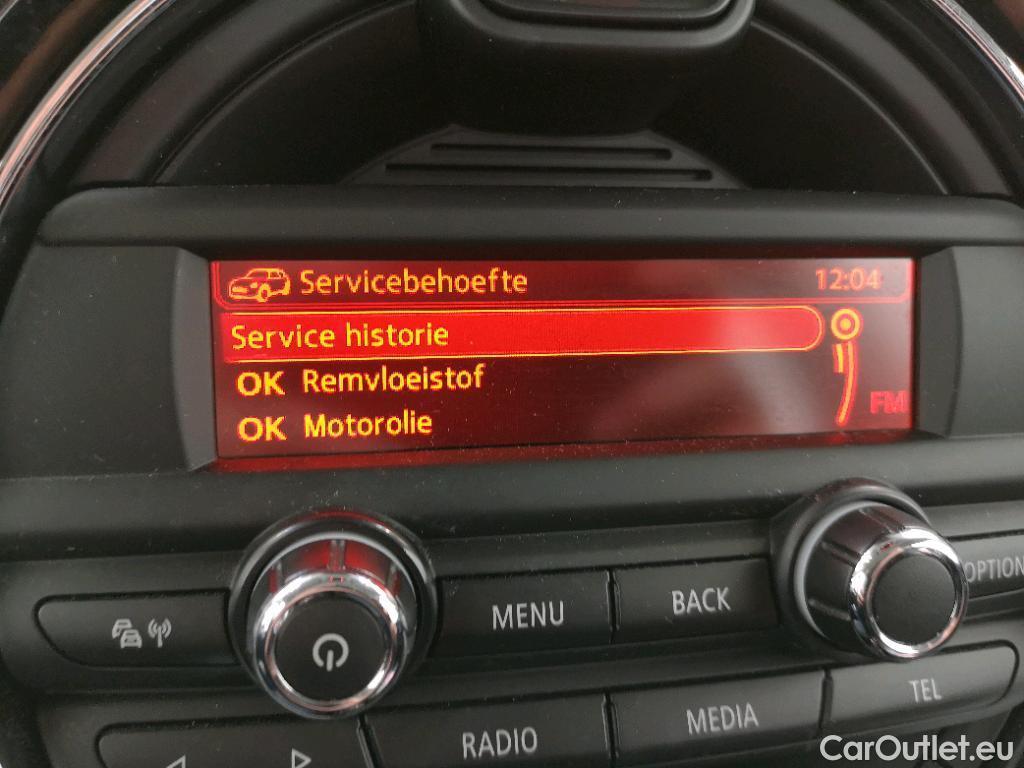 Servicebehoefte 12:04
Service historie
OK Remvloeistof
OK Motorolie
FM
MENU BACK OPTION
RADIO MEDIA TEL
CarOutlet.eu